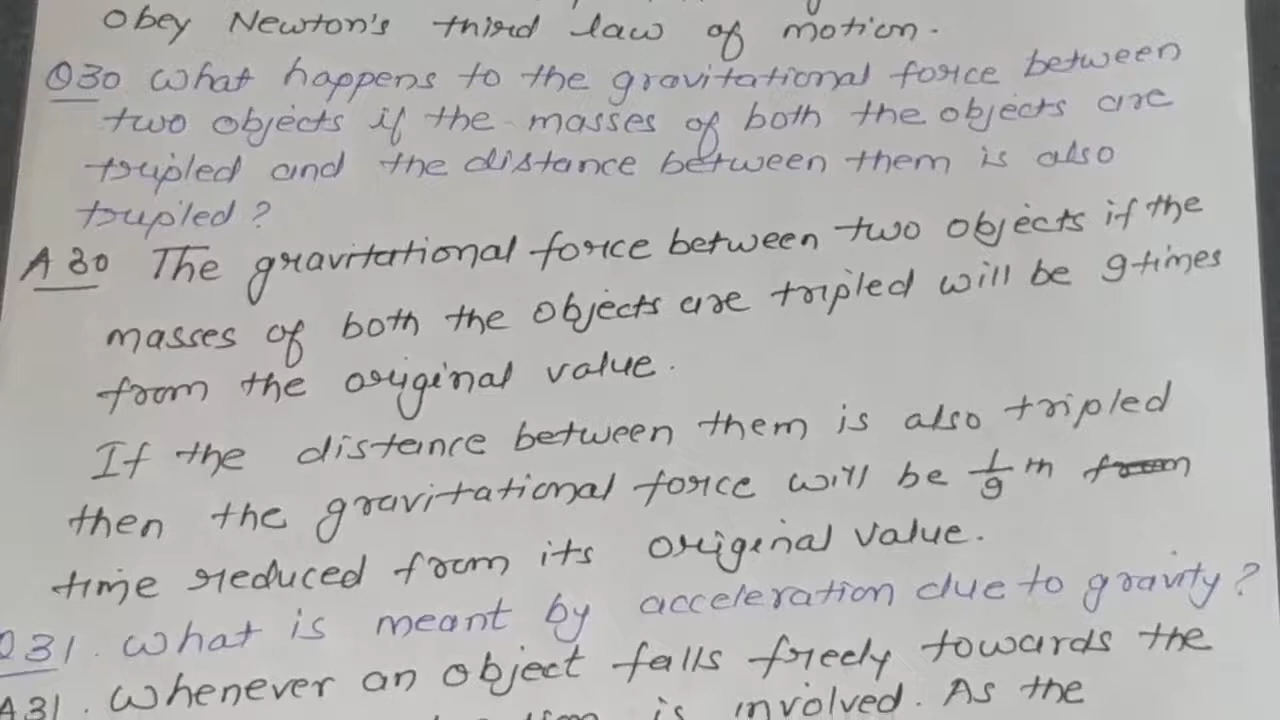 Obey Newton's third law of motion.
Q30 what happens to the gravitational force between
two objects if the masses of both the objects are
tripled and the distance between them is also
tripled?
A 30 The gravitational force between two objects if the
masses of both the objects are tripled will be 9 times
from the original value.
If the distance between them is also tripled
then the gravitational force will be 1/9 th from
time reduced from its original value.
Q31. what is meant by acceleration due to gravity?
A31. Whenever an object falls freely towards the
is involved. As the